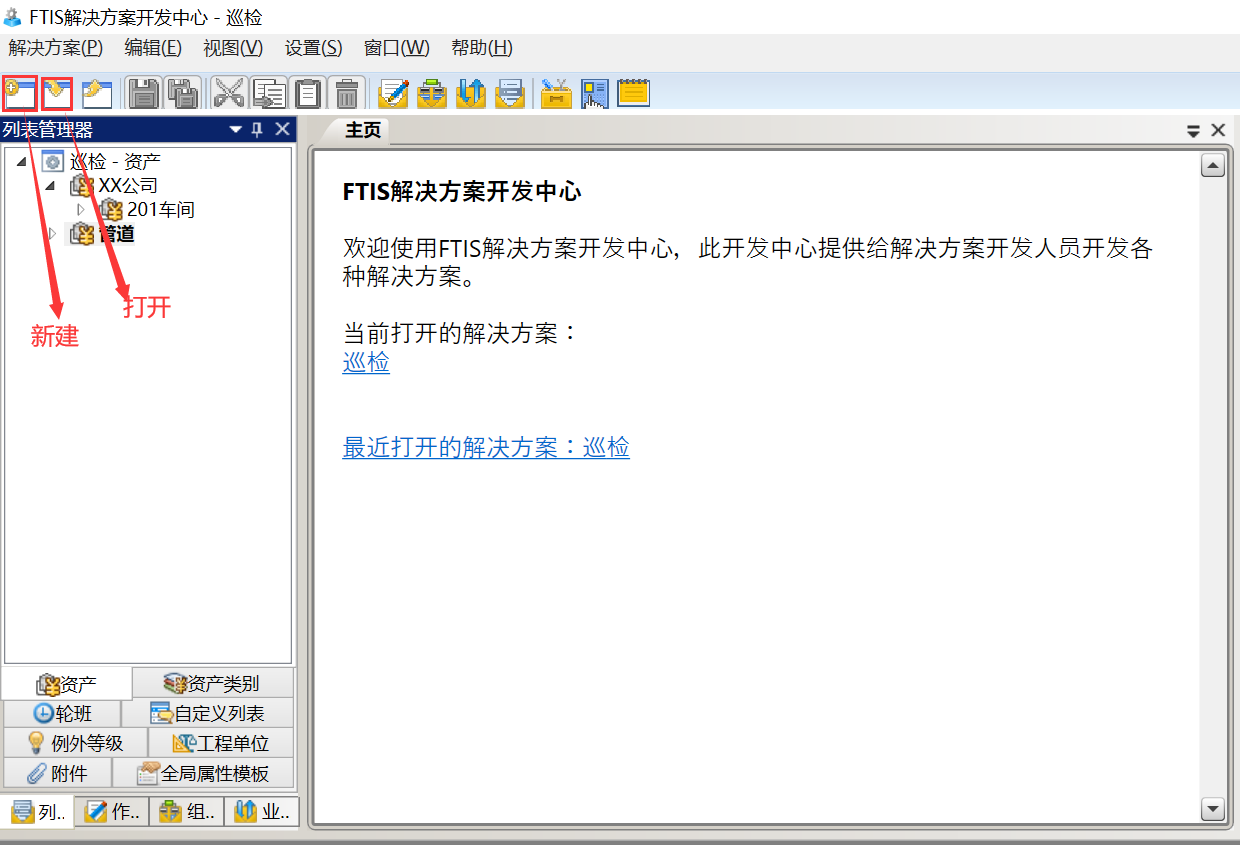 FTIS解决方案开发中心 - 巡检
解决方案(P) 编辑(E) 视图(V) 设置(S) 窗口(W) 帮助(H)
列表管理器
主页
巡检 - 资产
XX公司
201车间
管道
打开
新建
FTIS解决方案开发中心
欢迎使用FTIS解决方案开发中心，此开发中心提供给解决方案开发人员开发各
种解决方案。
当前打开的解决方案：
巡检
最近打开的解决方案：巡检
资产 资产类别
轮班 自定义列表
例外等级 工程单位
附件 全局属性模板
列.. 作.. 组.. 业..